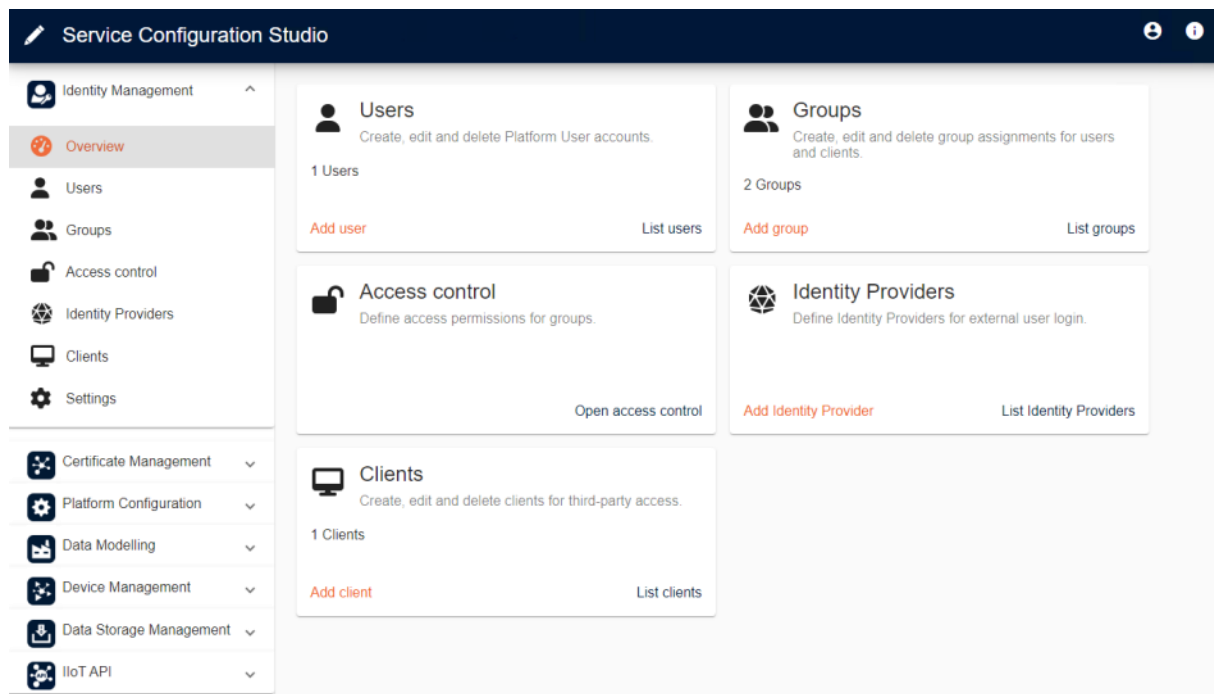 Service Configuration Studio
Identity Management
Overview
Users
Groups
Access control
Identity Providers
Clients
Settings
Certificate Management
Platform Configuration
Data Modelling
Device Management
Data Storage Management
IIoT API
Users
Create, edit and delete Platform User accounts.
1 Users
Add user
List users
Groups
Create, edit and delete group assignments for users
and clients.
2 Groups
Add group
List groups
Access control
Define access permissions for groups.
Open access control
Identity Providers
Define Identity Providers for external user login.
Add Identity Provider
List Identity Providers
Clients
Create, edit and delete clients for third-party access.
1 Clients
Add client
List clients